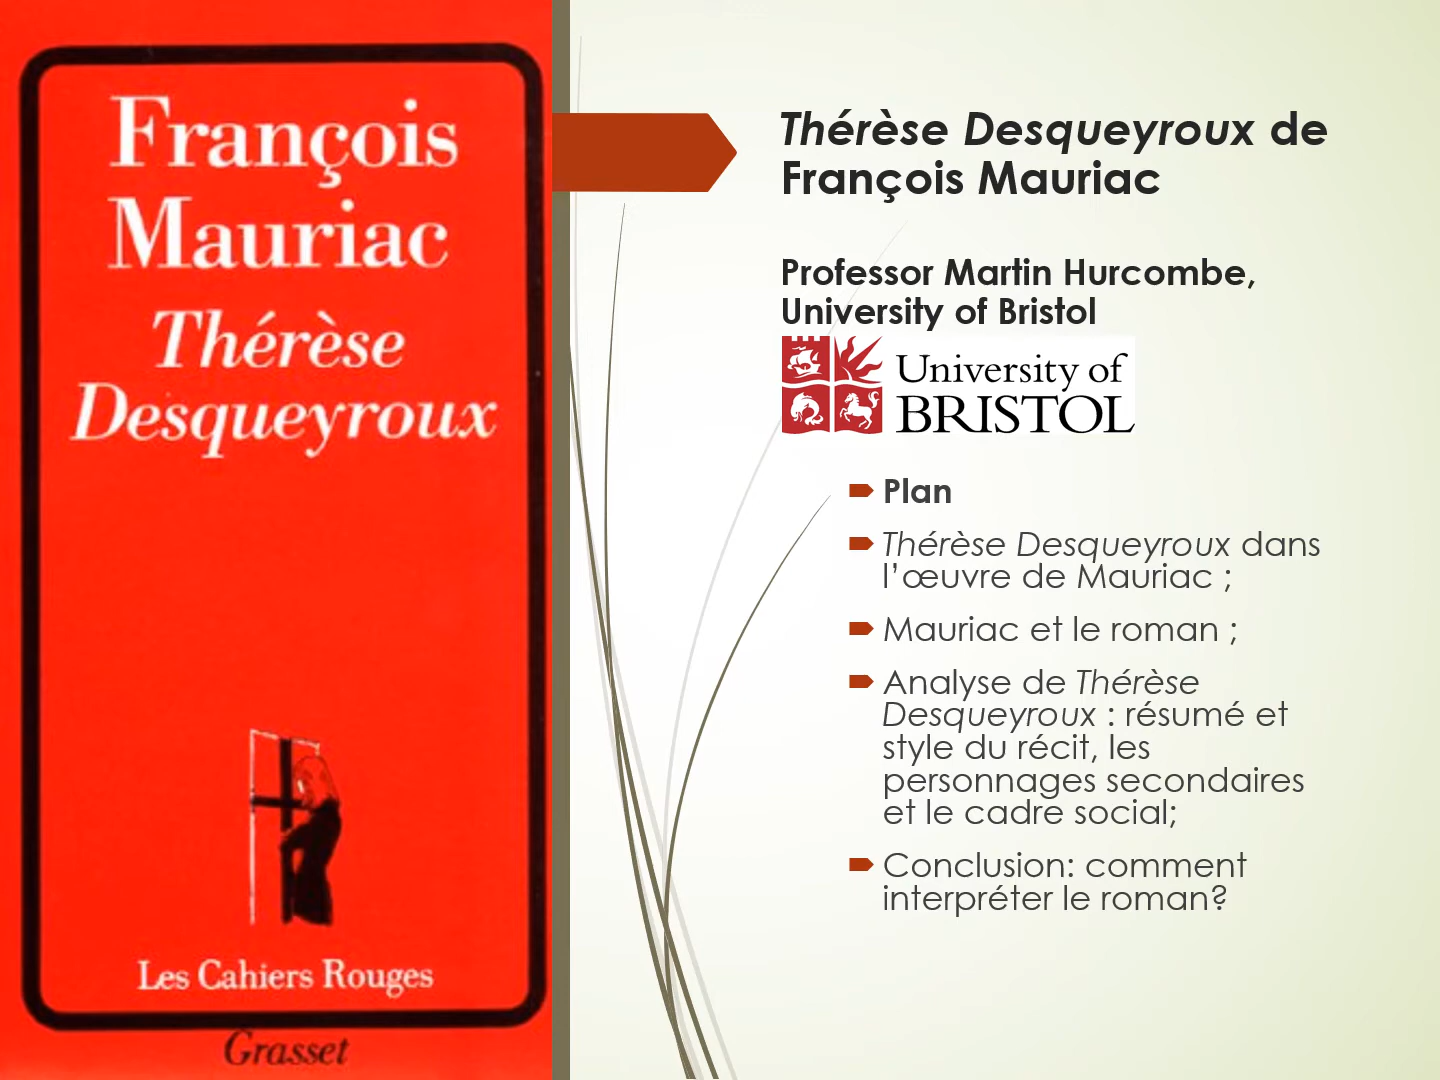 François
Mauriac
Thérèse
Desqueyroux
Les Cahiers Rouges
Grasset
Thérèse Desqueyroux de
François Mauriac
Professor Martin Hurcombe,
University of Bristol
University of
BRISTOL
Plan
Thérèse Desqueyroux dans
l’œuvre de Mauriac ;
Mauriac et le roman ;
Analyse de Thérèse
Desqueyroux : résumé et
style du récit, les
personnages secondaires
et le cadre social;
Conclusion: comment
interpréter le roman?